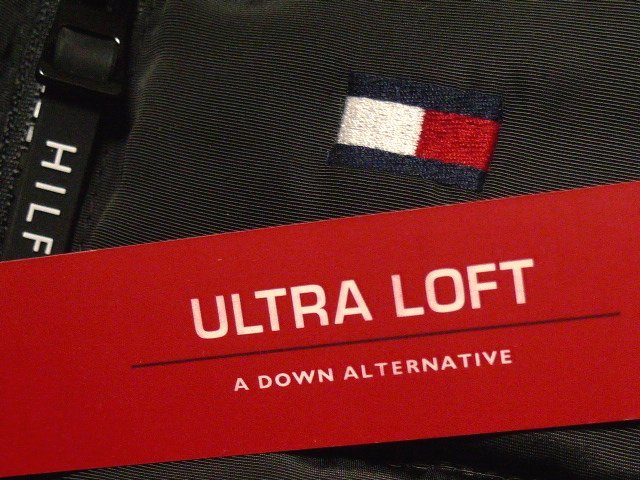 HILF
ULTRA LOFT
A DOWN ALTERNATIVE